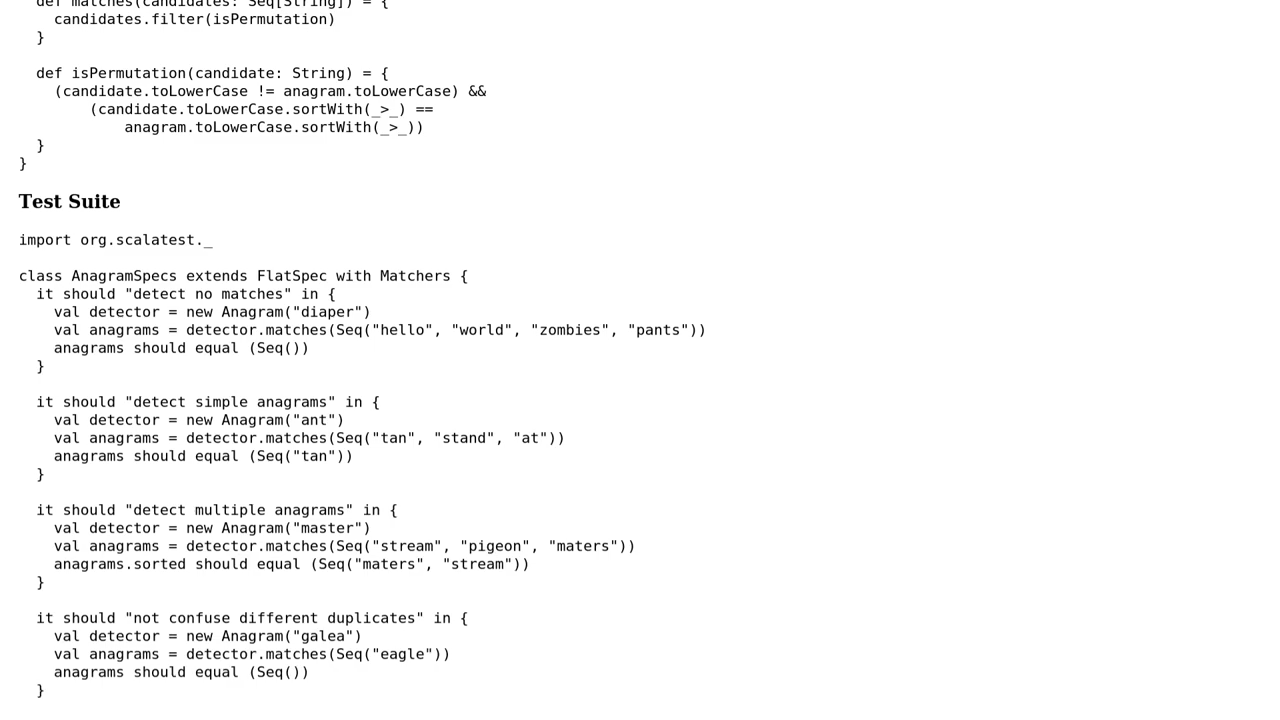 def matches(candidates: Seq[String]) = {
candidates.filter(isPermutation)
}
def isPermutation(candidate: String) = {
(candidate.toLowerCase != anagram.toLowerCase) &&
(candidate.toLowerCase.sortWith(_>_) ==
anagram.toLowerCase.sortWith(_>_))
}
}
Test Suite
import org.scalatest._
class AnagramSpecs extends FlatSpec with Matchers {
it should "detect no matches" in {
val detector = new Anagram("diaper")
val anagrams = detector.matches(Seq("hello", "world", "zombies", "pants"))
anagrams should equal (Seq())
}
it should "detect simple anagrams" in {
val detector = new Anagram("ant")
val anagrams = detector.matches(Seq("tan", "stand", "at"))
anagrams should equal (Seq("tan"))
}
it should "detect multiple anagrams" in {
val detector = new Anagram("master")
val anagrams = detector.matches(Seq("stream", "pigeon", "maters"))
anagrams.sorted should equal (Seq("maters", "stream"))
}
it should "not confuse different duplicates" in {
val detector = new Anagram("galea")
val anagrams = detector.matches(Seq("eagle"))
anagrams should equal (Seq())
}